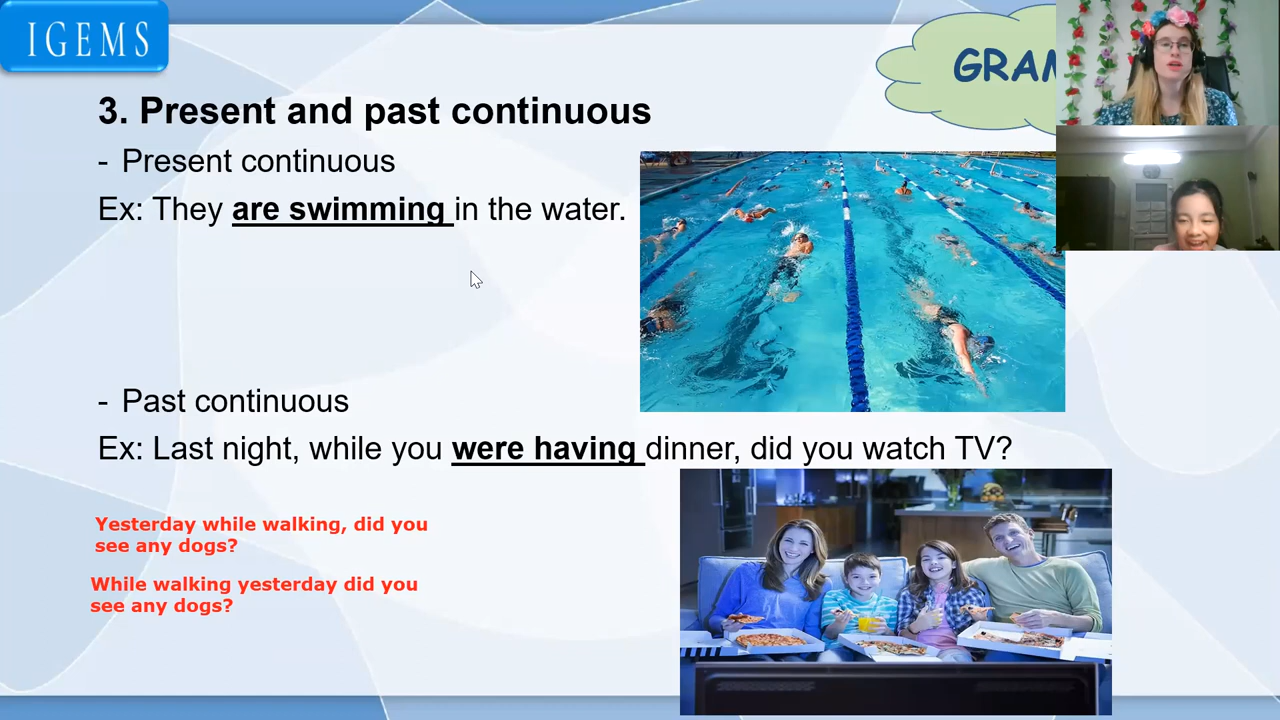 IGEMS
3. Present and past continuous
- Present continuous
Ex: They are swimming in the water.
- Past continuous
Ex: Last night, while you were having dinner, did you watch TV?
Yesterday while walking, did you
see any dogs?
While walking yesterday did you
see any dogs?